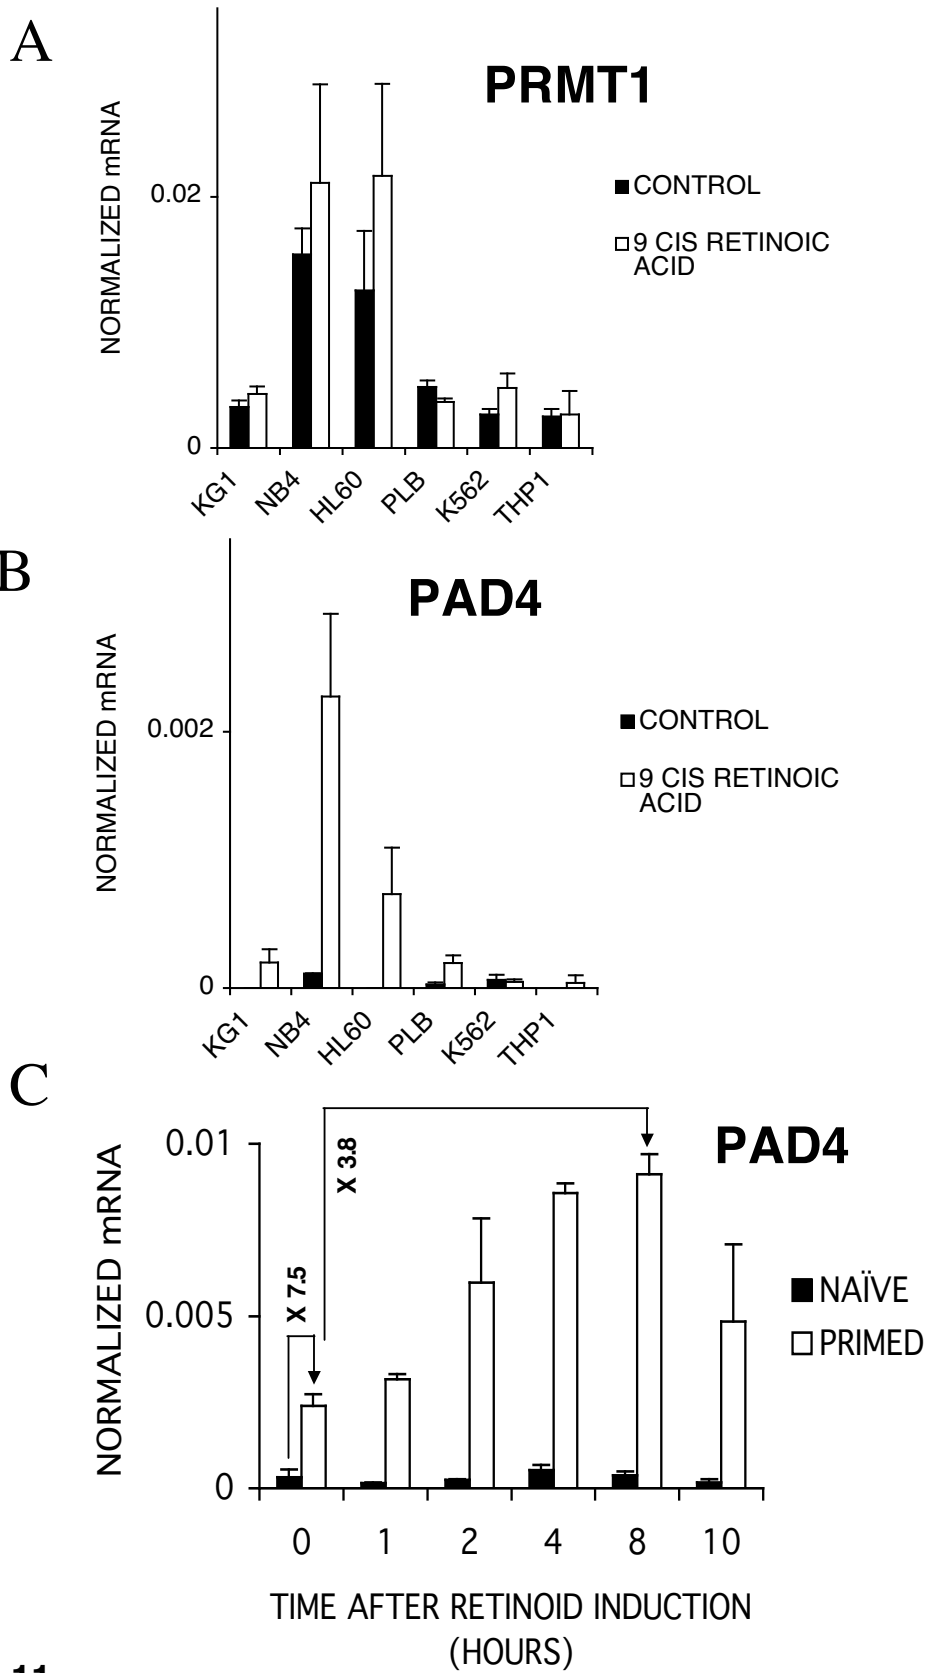 A
PRMT1
NORMALIZED mRNA
0.02
0
CONTROL
9 CIS RETINOIC
ACID
KG1
NB4
HL60
PLB
K562
THP1
B
PAD4
NORMALIZED mRNA
0.002
0
CONTROL
9 CIS RETINOIC
ACID
KG1
NB4
HL60
PLB
K562
THP1
C
PAD4
NORMALIZED mRNA
0.01
0.005
0
X 7.5
X 3.8
NAÏVE
PRIMED
0 1 2 4 8 10
TIME AFTER RETINOID INDUCTION
(HOURS)